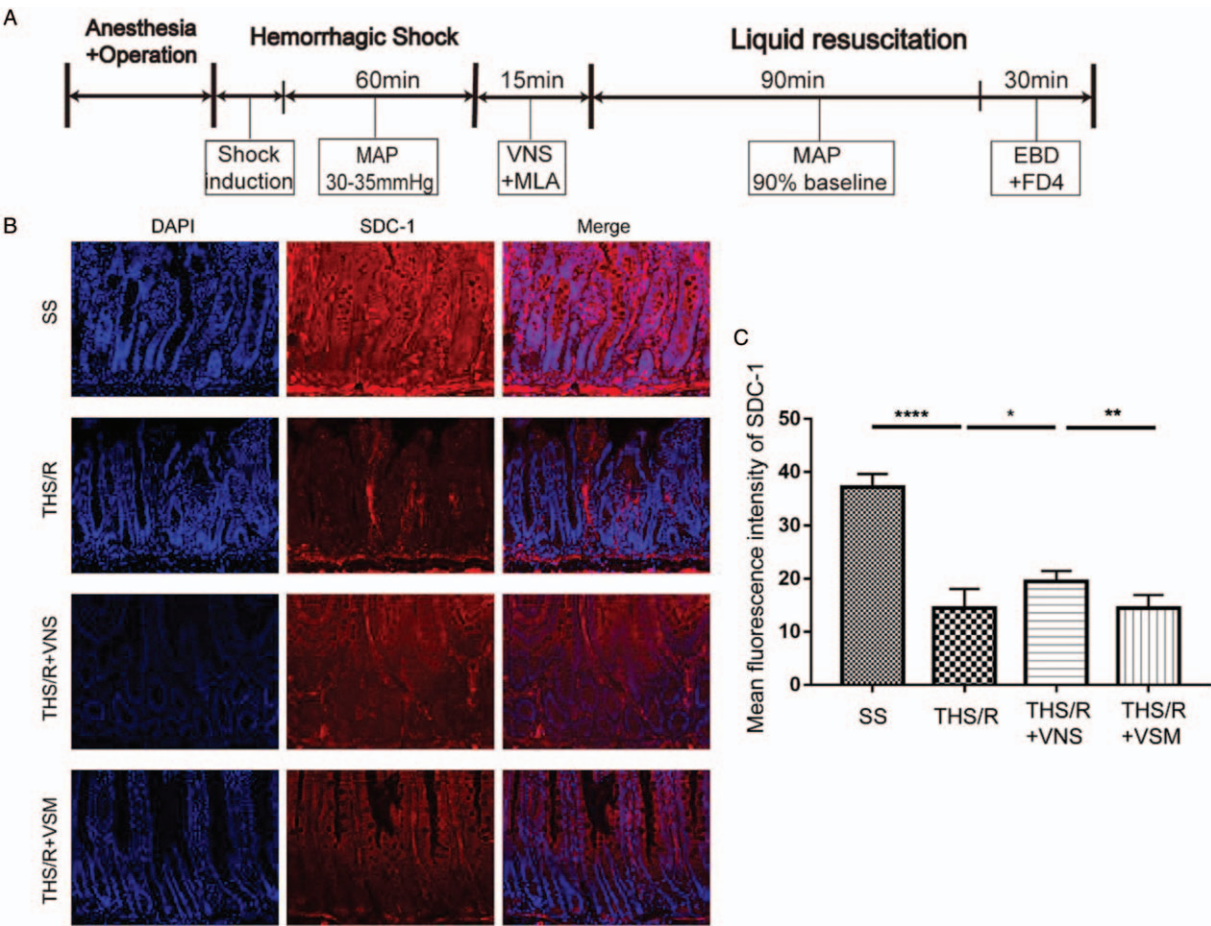 A
Anesthesia
+Operation
Hemorrhagic Shock
Liquid resuscitation
60min
15min
90min
30min
Shock
induction
MAP
30-35mmHg
VNS
+MLA
MAP
90% baseline
EBD
+FD4
B
DAPI
SDC-1
Merge
SS
THS/R
THS/R+VNS
THS/R+VSM
C
Mean fluorescence intensity of SDC-1
50
40
30
20
10
0
****
*
**
SS
THS/R
THS/R
+VNS
THS/R
+VSM